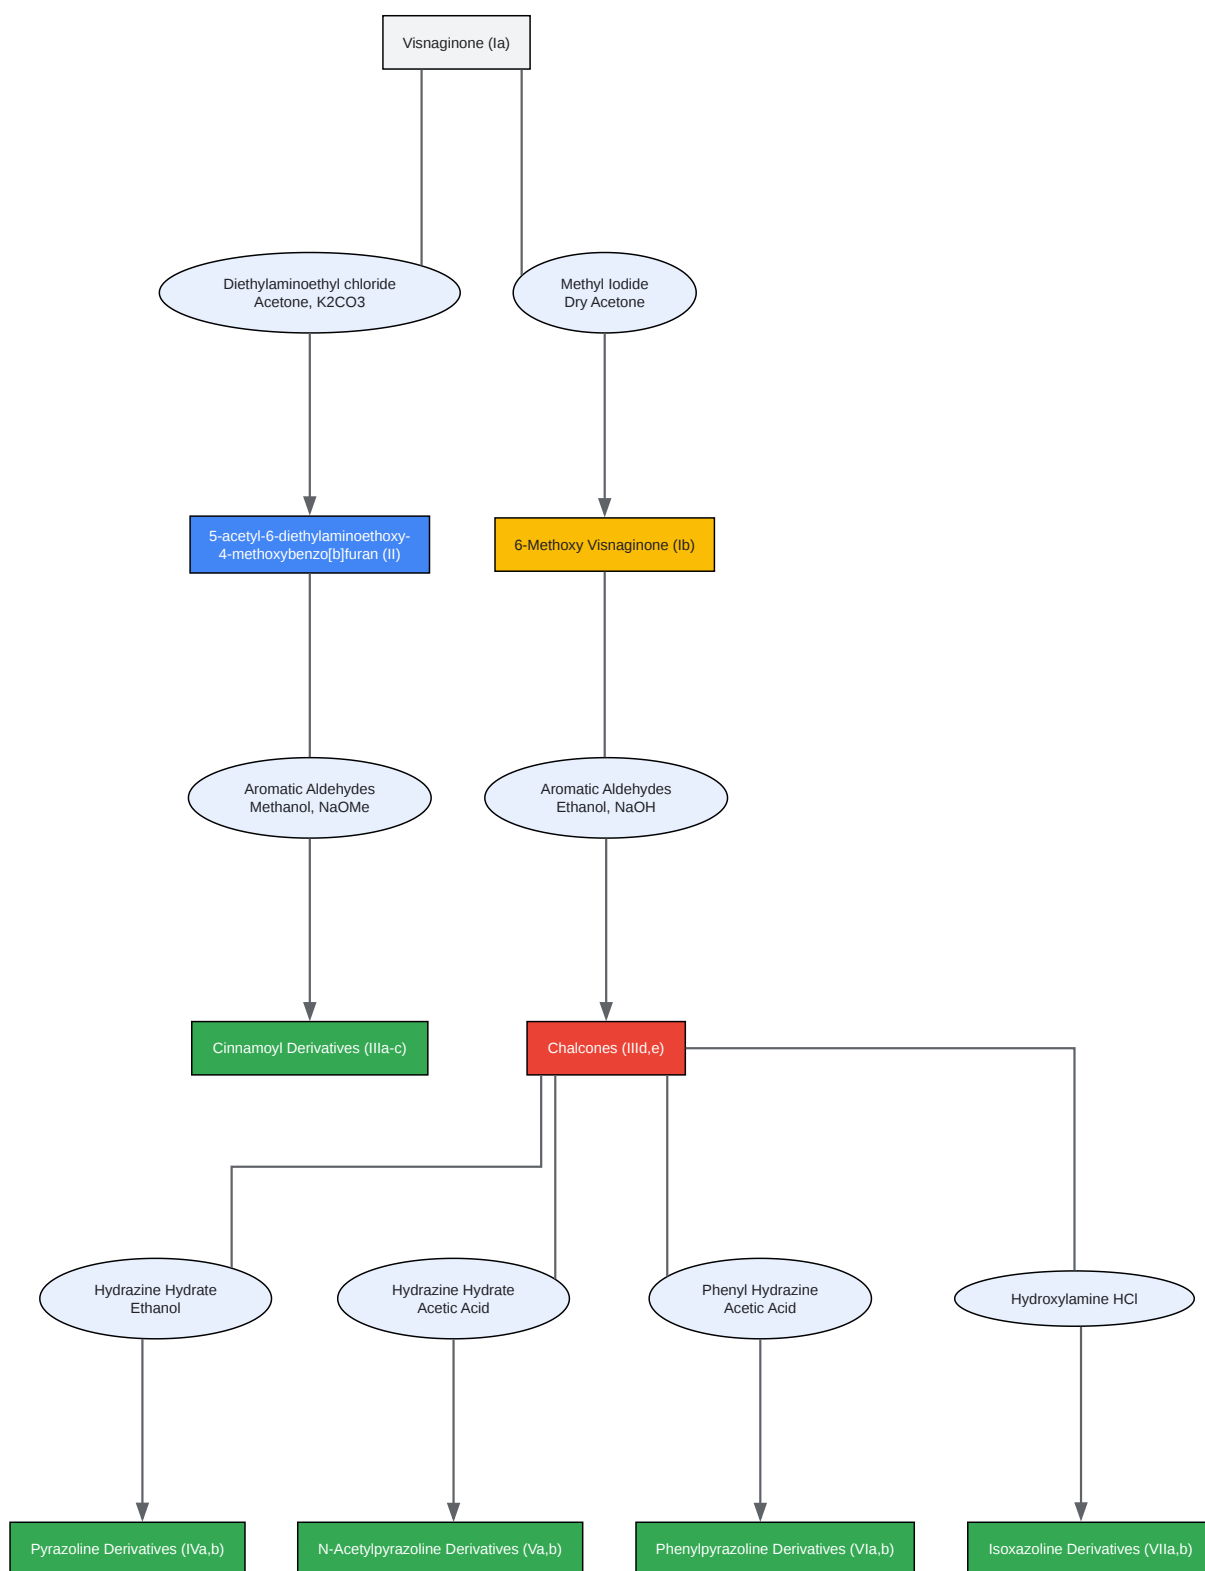 Visnaginone (Ia)
Diethylaminoethyl chloride
Acetone, K2CO3
Methyl Iodide
Dry Acetone
5-acetyl-6-diethylaminoethoxy-
4-methoxybenzo[b]furan (II)
6-Methoxy Visnaginone (Ib)
Aromatic Aldehydes
Methanol, NaOMe
Aromatic Aldehydes
Ethanol, NaOH
Cinnamoyl Derivatives (IIIa-c)
Chalcones (IIId,e)
Hydrazine Hydrate
Ethanol
Hydrazine Hydrate
Acetic Acid
Phenyl Hydrazine
Acetic Acid
Hydroxylamine HCl
Pyrazoline Derivatives (IVa,b)
N-Acetylpyrazoline Derivatives (Va,b)
Phenylpyrazoline Derivatives (VIa,b)
Isoxazoline Derivatives (VIIa,b)